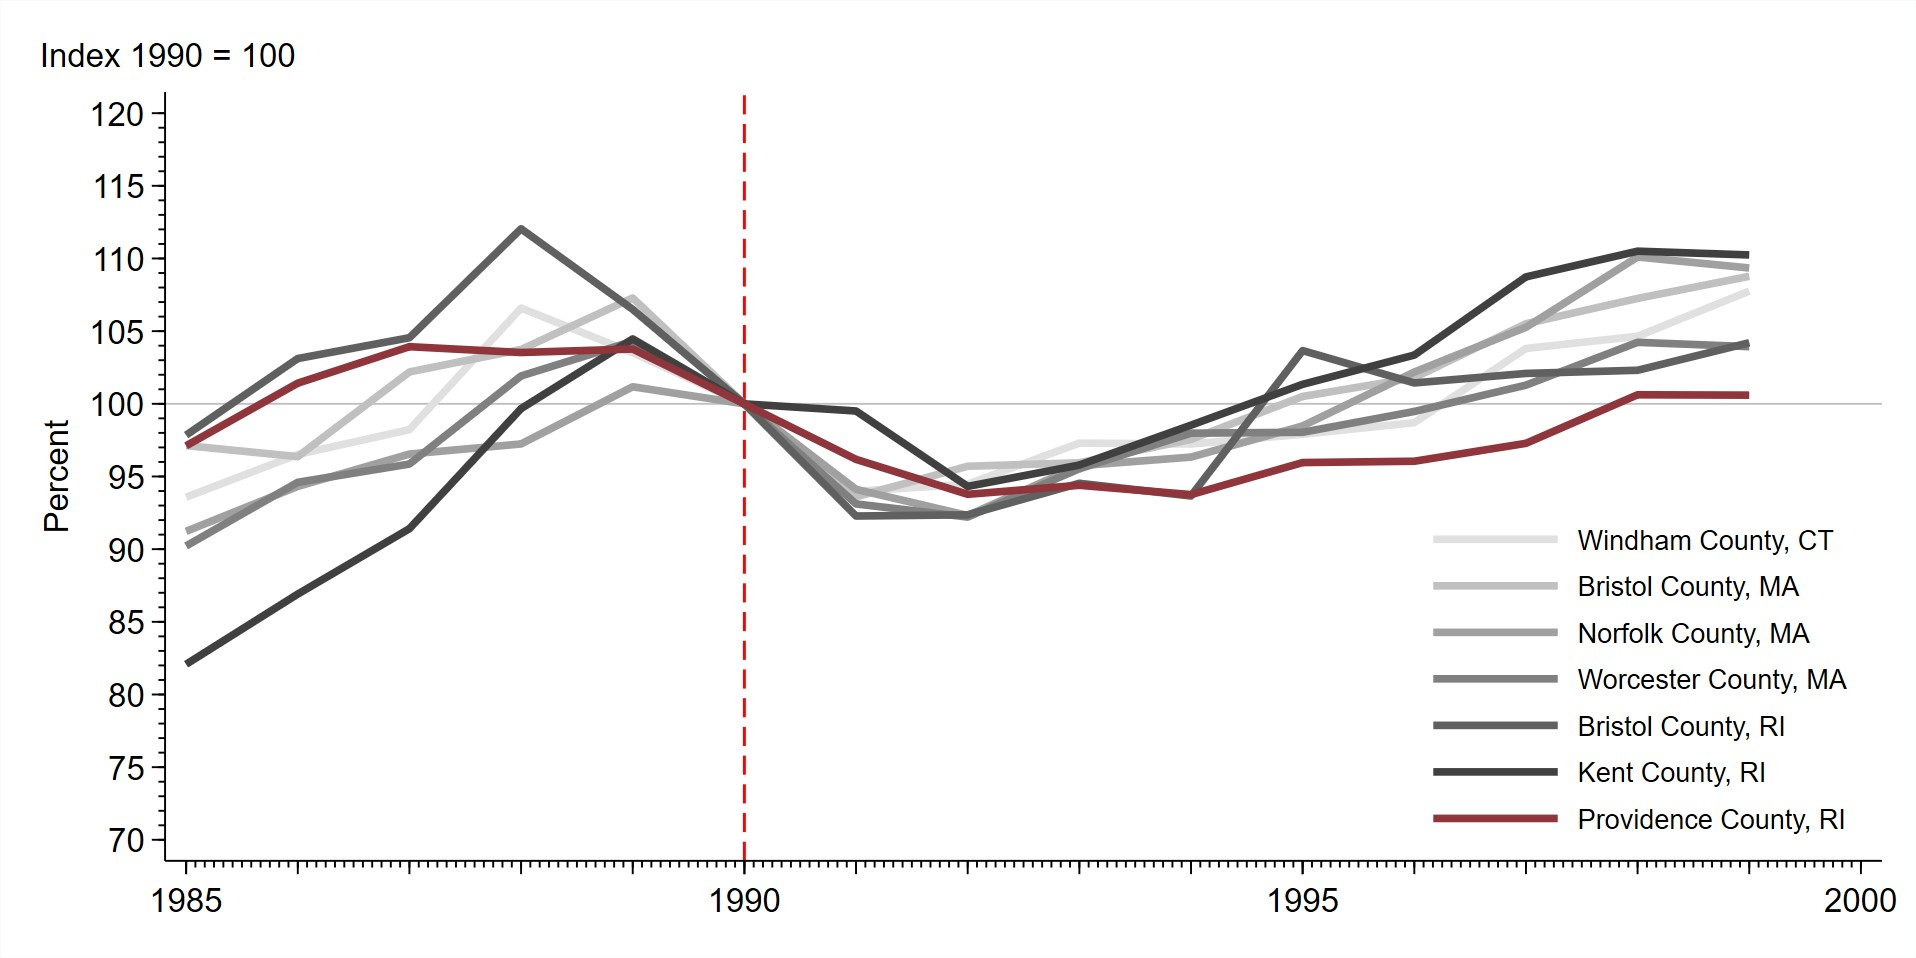 Index 1990 = 100
120
115
110
105
100
95
90
85
80
75
70
Percent
1985
1990
1995
2000
Windham County, CT
Bristol County, MA
Norfolk County, MA
Worcester County, MA
Bristol County, RI
Kent County, RI
Providence County, RI